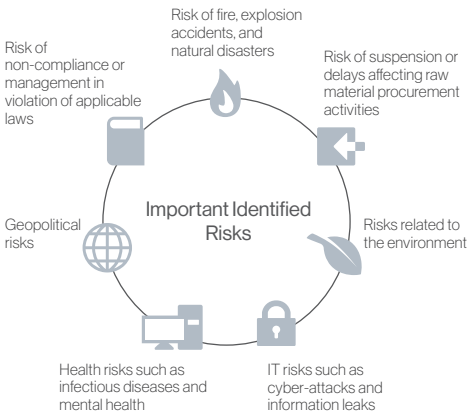 Risk of fire, explosion
accidents, and
natural disasters
Risk of suspension or
delays affecting raw
material procurement
activities
Risks related to
the environment
IT risks such as
cyber-attacks and
information leaks
Health risks such as
infectious diseases and
mental health
Geopolitical
risks
Risk of
non-compliance or
management in
violation of applicable
laws
Important Identified
Risks